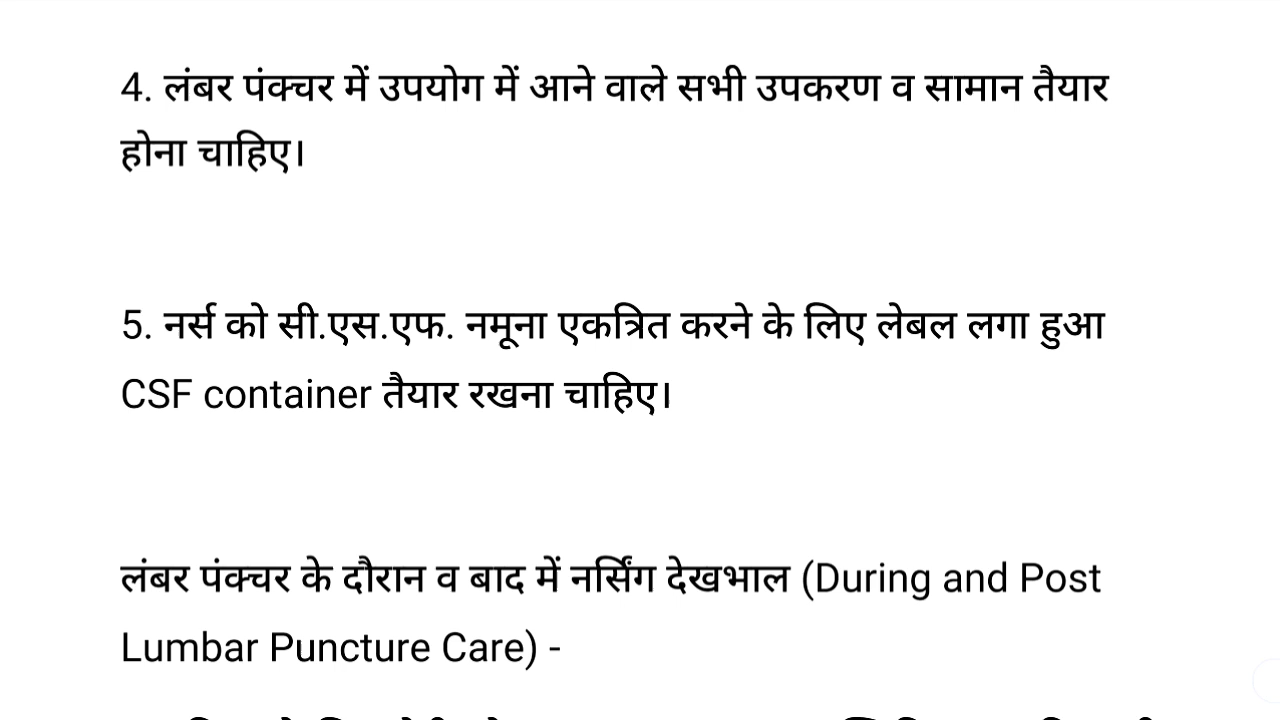 4. लंबर पंक्चर में उपयोग में आने वाले सभी उपकरण व सामान तैयार
होना चाहिए।
5. नर्स को सी.एस.एफ. नमूना एकत्रित करने के लिए लेबल लगा हुआ
CSF container तैयार रखना चाहिए।
लंबर पंक्चर के दौरान व बाद में नर्सिंग देखभाल (During and Post
Lumbar Puncture Care) -